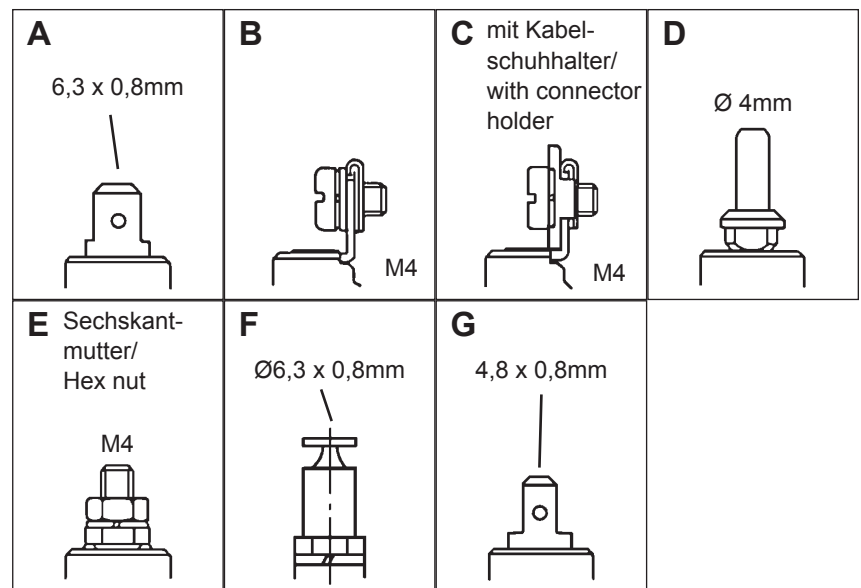 A
6,3 x 0,8mm
B
M4
C mit Kabel-
schuhhalter/
with connector
holder
M4
D
Ø 4mm
E Sechskant-
mutter/
Hex nut
M4
F
Ø6,3 x 0,8mm
G
4,8 x 0,8mm